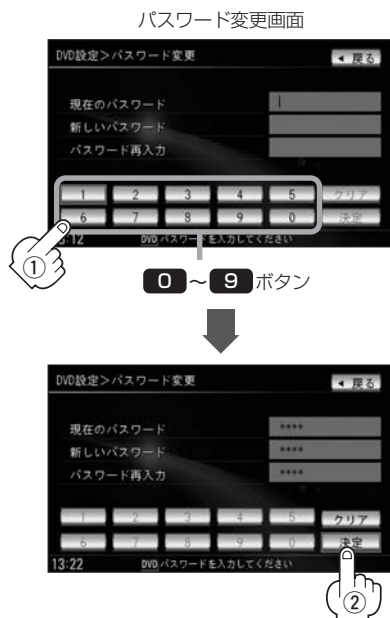 パスワード変更画面
DVD設定>パスワード変更 ◀ 戻る
現在のパスワード
新しいパスワード
パスワード再入力
1 2 3 4 5 クリア
6 7 8 9 0 決定
:12 DVD パスワードを入力してください
①
0 ~ 9 ボタン
DVD設定>パスワード変更 ◀ 戻る
現在のパスワード ****
新しいパスワード ****
パスワード再入力 ****
1 2 3 4 5 クリア
6 7 8 9 0 決定
13:22 DVD パスワードを入力してください
②